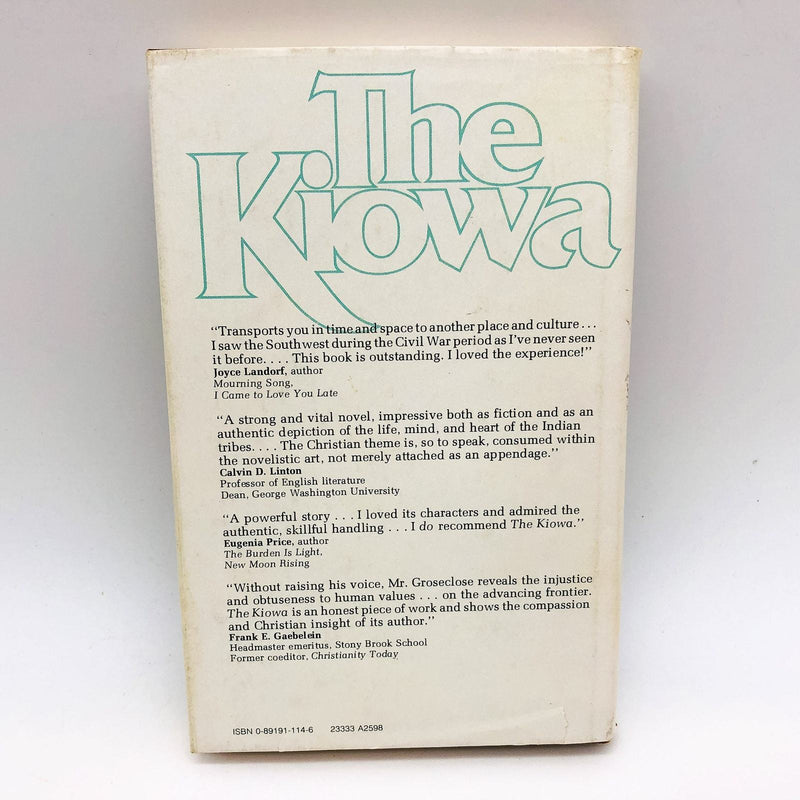 The
Kiowa
“Transports you in time and space to another place and culture . . .
I saw the Southwest during the Civil War period as I've never seen
it before. . . . This book is outstanding. I loved the experience!”
Joyce Landorf, author
Mourning Song,
I Came to Love You Late
“A strong and vital novel, impressive both as fiction and as an
authentic depiction of the life, mind, and heart of the Indian
tribes. . . . The Christian theme is, so to speak, consumed within
the novelistic art, not merely attached as an appendage.”
Calvin D. Linton
Professor of English literature
Dean, George Washington University
“A powerful story . . . I loved its characters and admired the
authentic, skillful handling . . . I do recommend The Kiowa.”
Eugenia Price, author
The Burden Is Light,
New Moon Rising
“Without raising his voice, Mr. Groseclose reveals the injustice
and obtuseness to human values . . . on the advancing frontier.
The Kiowa is an honest piece of work and shows the compassion
and Christian insight of its author.”
Frank E. Gaebelein
Headmaster emeritus, Stony Brook School
Former coeditor, Christianity Today
ISBN 0-89191-114-6 23333 A2598